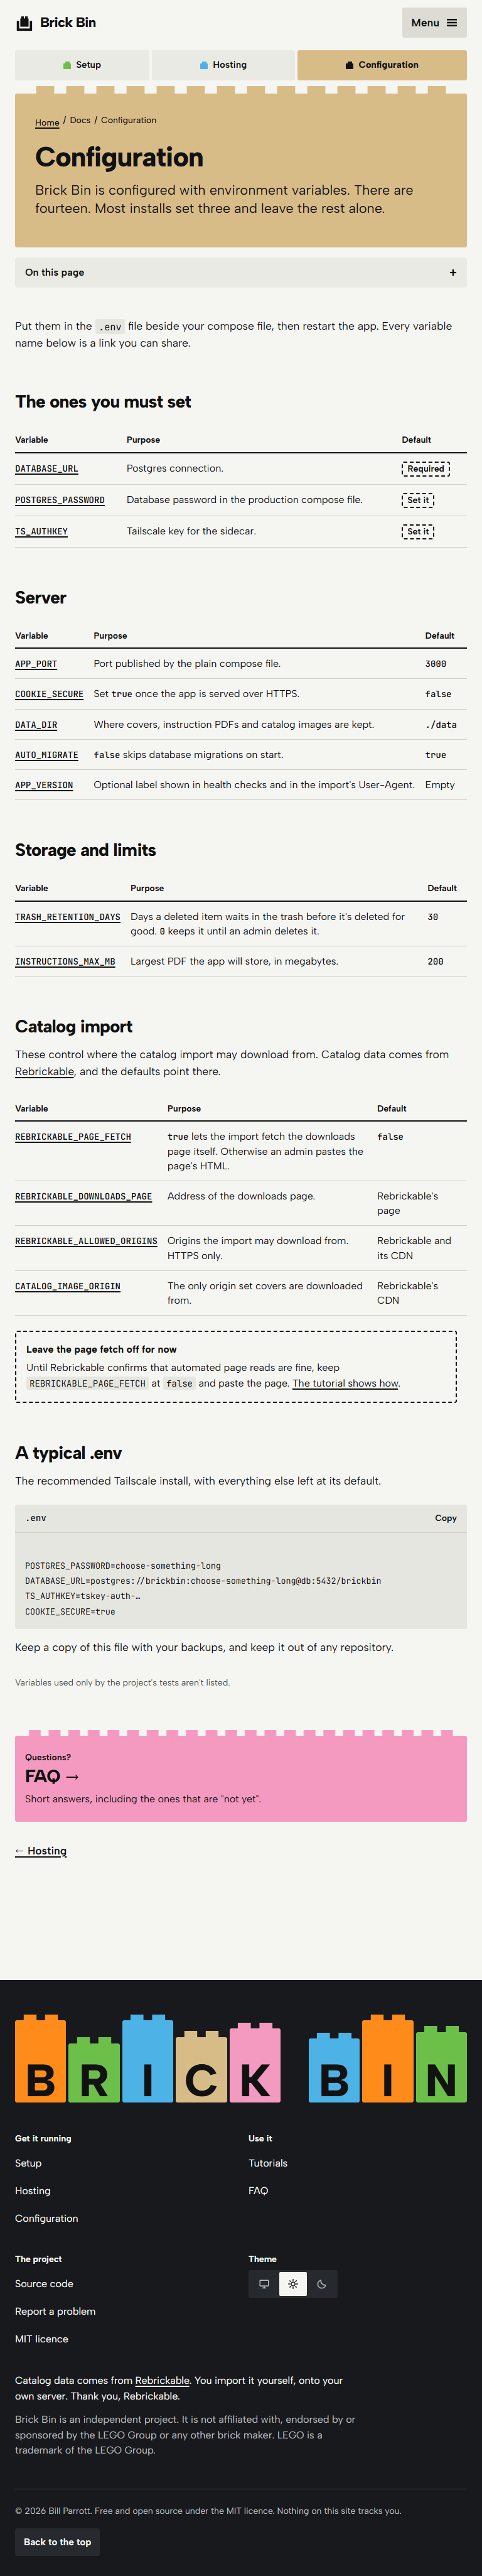 Brick Bin
Menu
Setup
Hosting
Configuration
Home / Docs / Configuration
Configuration
Brick Bin is configured with environment variables. There are
fourteen. Most installs set three and leave the rest alone.
On this page +
Put them in the .env file beside your compose file, then restart the app. Every variable
name below is a link you can share.
The ones you must set
Variable Purpose Default
DATABASE_URL Postgres connection. Required
POSTGRES_PASSWORD Database password in the production compose file. Set it
TS_AUTHKEY Tailscale key for the sidecar. Set it
Server
Variable Purpose Default
APP_PORT Port published by the plain compose file. 3000
COOKIE_SECURE Set true once the app is served over HTTPS. false
DATA_DIR Where covers, instruction PDFs and catalog images are kept. ./data
AUTO_MIGRATE false skips database migrations on start. true
APP_VERSION Optional label shown in health checks and in the import's User-Agent. Empty
Storage and limits
Variable Purpose Default
TRASH_RETENTION_DAYS Days a deleted item waits in the trash before it's deleted for 30
good. 0 keeps it until an admin deletes it.
INSTRUCTIONS_MAX_MB Largest PDF the app will store, in megabytes. 200
Catalog import
These control where the catalog import may download from. Catalog data comes from
Rebrickable, and the defaults point there.
Variable Purpose Default
REBRICKABLE_PAGE_FETCH true lets the import fetch the downloads false
page itself. Otherwise an admin pastes the
page's HTML.
REBRICKABLE_DOWNLOADS_PAGE Address of the downloads page. Rebrickable's
page
REBRICKABLE_ALLOWED_ORIGINS Origins the import may download from. Rebrickable and
HTTPS only. its CDN
CATALOG_IMAGE_ORIGIN The only origin set covers are downloaded Rebrickable's
from. CDN
Leave the page fetch off for now
Until Rebrickable confirms that automated page reads are fine, keep
REBRICKABLE_PAGE_FETCH at false and paste the page. The tutorial shows how.
A typical .env
The recommended Tailscale install, with everything else left at its default.
.env Copy
POSTGRES_PASSWORD=choose-something-long
DATABASE_URL=postgres://brickbin:choose-something-long@db:5432/brickbin
TS_AUTHKEY=tskey-auth-…
COOKIE_SECURE=true
Keep a copy of this file with your backups, and keep it out of any repository.
Variables used only by the project's tests aren't listed.
Questions?
FAQ →
Short answers, including the ones that are "not yet".
← Hosting
BRICK BIN
Get it running
Setup
Hosting
Configuration
Use it
Tutorials
FAQ
The project
Source code
Report a problem
MIT licence
Theme
Catalog data comes from Rebrickable. You import it yourself, onto your
own server. Thank you, Rebrickable.
Brick Bin is an independent project. It is not affiliated with, endorsed by or
sponsored by the LEGO Group or any other brick maker. LEGO is a
trademark of the LEGO Group.
© 2026 Bill Parrott. Free and open source under the MIT licence. Nothing on this site tracks you.
Back to the top